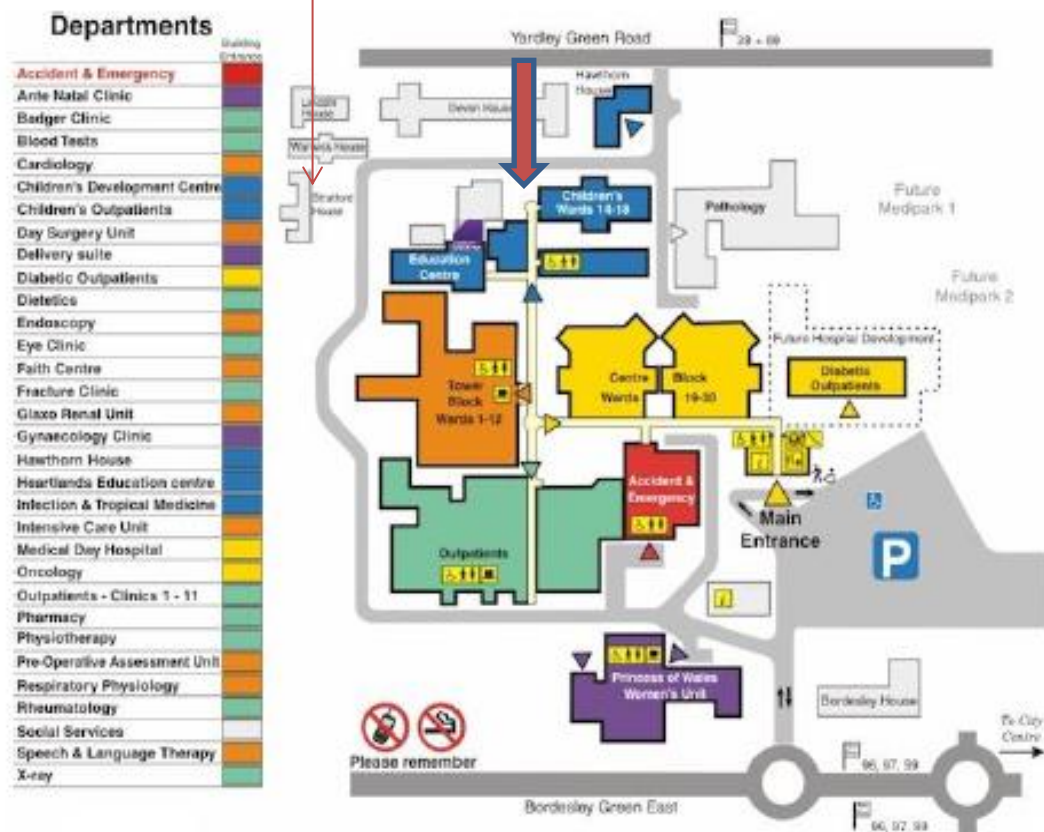 Departments
Building
Entrance
Accident & Emergency
Ante Natal Clinic
Badger Clinic
Blood Tests
Cardiology
Children's Development Centre
Children's Outpatients
Day Surgery Unit
Delivery suite
Diabetic Outpatients
Dietetics
Endoscopy
Eye Clinic
Faith Centre
Fracture Clinic
Glaxo Renal Unit
Gynaecology Clinic
Hawthorn House
Heartlands Education centre
Infection & Tropical Medicine
Intensive Care Unit
Medical Day Hospital
Oncology
Outpatients - Clinics 1 - 11
Pharmacy
Physiotherapy
Pre-Operative Assessment Unit
Respiratory Physiology
Rheumatology
Social Services
Speech & Language Therapy
X-ray
Yardley Green Road
Hawthorn
House
Devon House
Lincoln
House
Warwick House
Stratford
House
Children's
Wards 14-18
Pathology
Future
Medipark 1
Education
Centre
Future
Medipark 2
Future Hospital Development
Tower
Block
Wards 1-12
Centre Block
Wards 19-30
Diabetis
Outpatients
Accident &
Emergency
Main
Entrance
P
Outpatients
Princess of Wales
Women's Unit
Bordesley House
Please remember
To City
Centre
96, 97, 99
Bordesley Green East
96, 97, 99